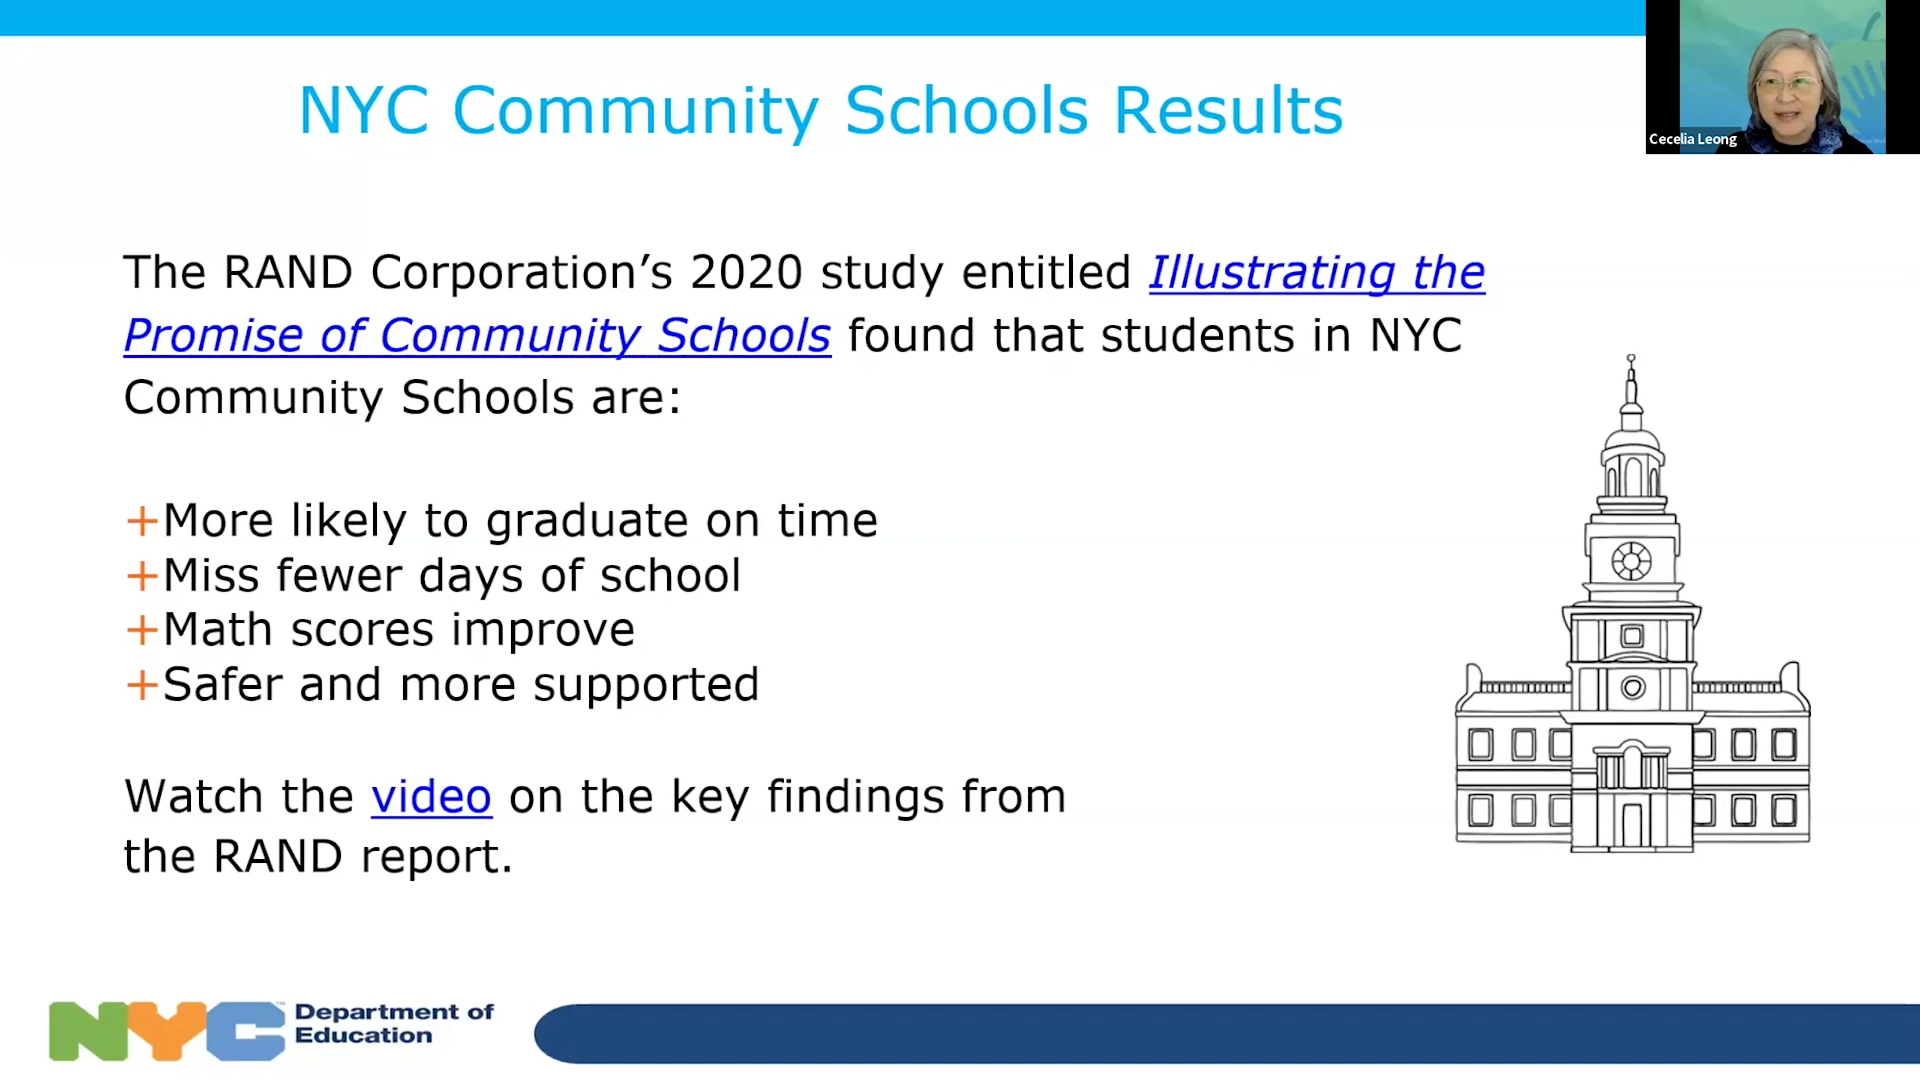 NYC Community Schools Results
Cecelia Leong
The RAND Corporation’s 2020 study entitled Illustrating the
Promise of Community Schools found that students in NYC
Community Schools are:
+More likely to graduate on time
+Miss fewer days of school
+Math scores improve
+Safer and more supported
Watch the video on the key findings from
the RAND report.
NYC™ Department of
Education